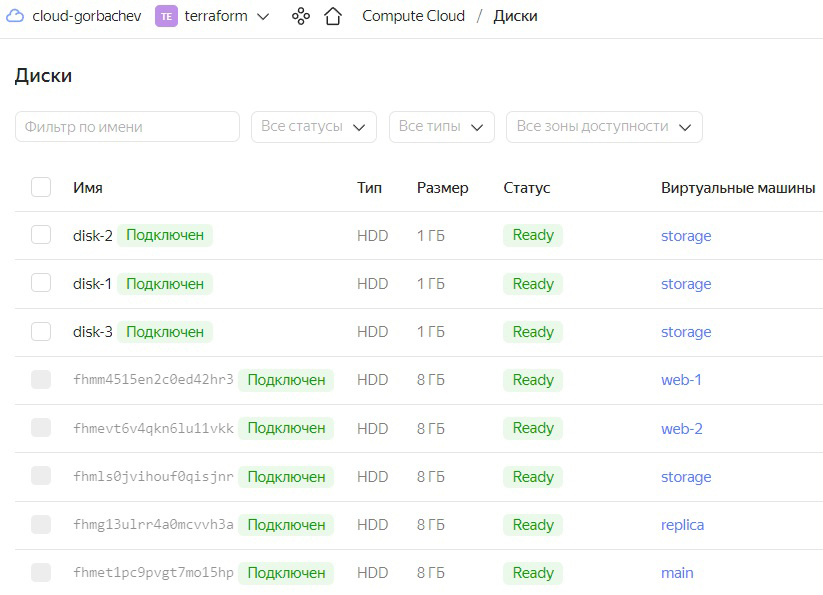 cloud-gorbachev TE terraform Compute Cloud / Диски
Диски
Фильтр по имени Все статусы Все типы Все зоны доступности
Имя Тип Размер Статус Виртуальные машины
disk-2 Подключен HDD 1 ГБ Ready storage
disk-1 Подключен HDD 1 ГБ Ready storage
disk-3 Подключен HDD 1 ГБ Ready storage
fhmm4515en2c0ed42hr3 Подключен HDD 8 ГБ Ready web-1
fhmevt6v4qkn6lu11vkk Подключен HDD 8 ГБ Ready web-2
fhmls0jvihouf0qisjnr Подключен HDD 8 ГБ Ready storage
fhmg13ulrr4a0mcvvh3a Подключен HDD 8 ГБ Ready replica
fhmet1pc9pvgt7mo15hp Подключен HDD 8 ГБ Ready main